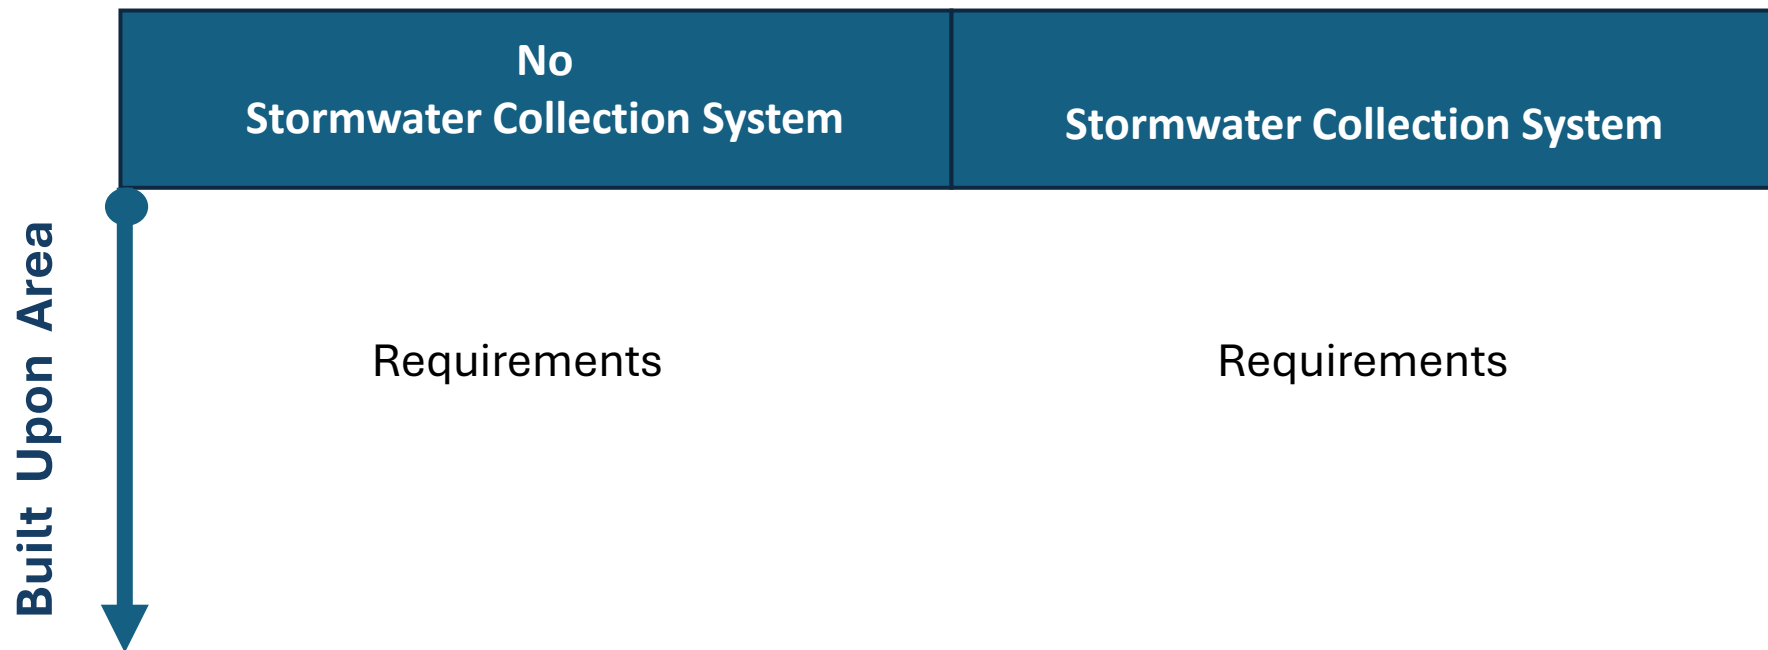 No
Stormwater Collection System
Stormwater Collection System
Built Upon Area
Requirements
Requirements